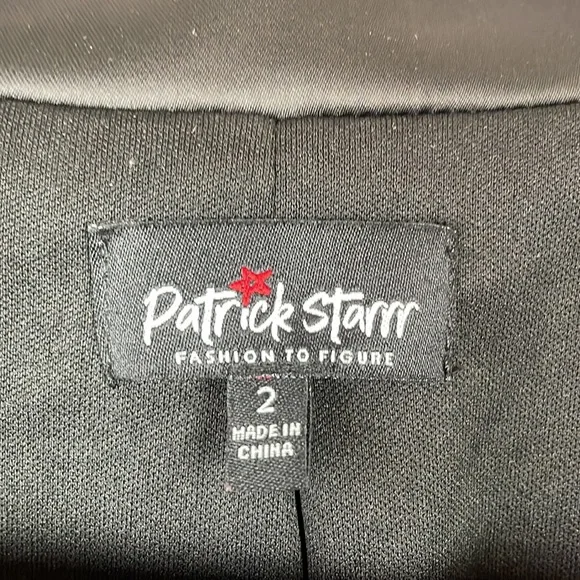 Patrick Starrr
FASHION TO FIGURE
2
MADE IN
CHINA